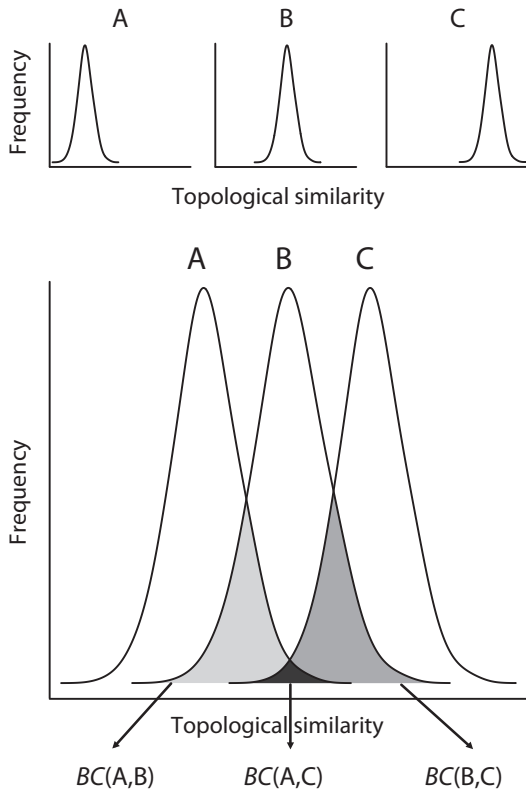 A B C
Frequency
Topological similarity
A B C
Frequency
Topological similarity
BC(A,B) BC(A,C) BC(B,C)